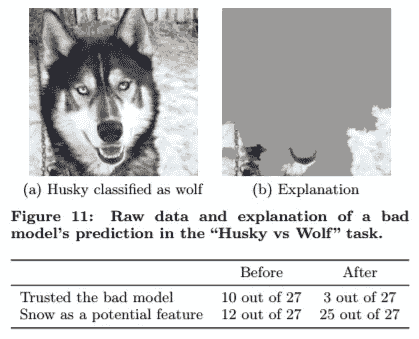 (a) Husky classified as wolf
(b) Explanation
Figure 11: Raw data and explanation of a bad
model's prediction in the "Husky vs Wolf" task.
Before After
Trusted the bad model 10 out of 27 3 out of 27
Snow as a potential feature 12 out of 27 25 out of 27